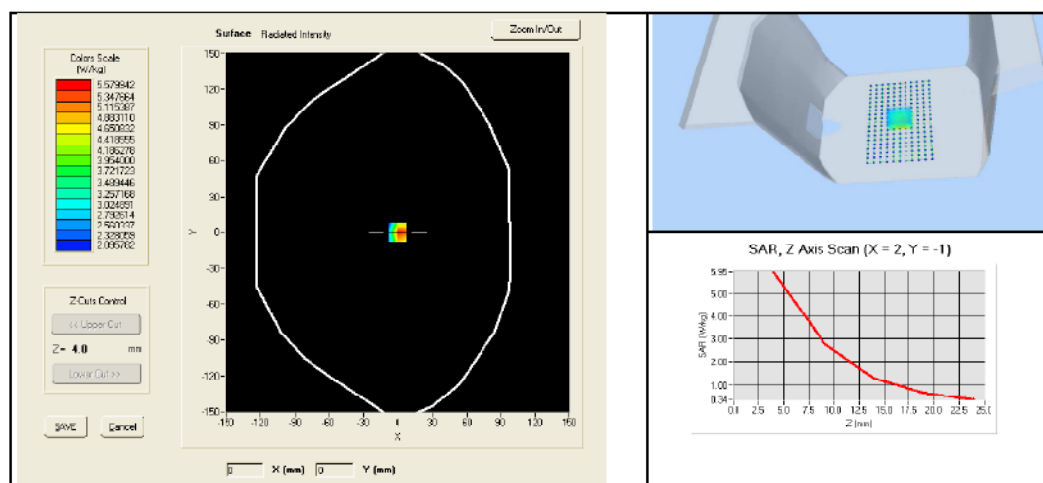 Surface Radiated Intensity
Zoom In/Out
Colors Scale
(W/kg)
5.579942
5.347664
5.115387
4.883110
4.650832
4.418555
4.186278
3.954000
3.721723
3.489446
3.257168
3.024891
2.792614
2.560337
2.328059
2.095782
150
120
90
60
30
0
-30
-60
-90
-120
-150
Y
-150 -120 -90 -60 -30 0 30 60 90 120 150
X
Z-Cuts Control
<< Upper Cut
Z= 4.0 mm
Lower Cut >>
SAVE Cancel
0 X (mm) 0 Y (mm)
SAR, Z Axis Scan (X = 2, Y = -1)
5.95
5.00
4.00
3.00
2.00
1.00
0.34
SAR (W/kg)
0.0 2.5 5.0 7.5 10.0 12.5 15.0 17.5 20.0 22.5 25.0
Z (mm)